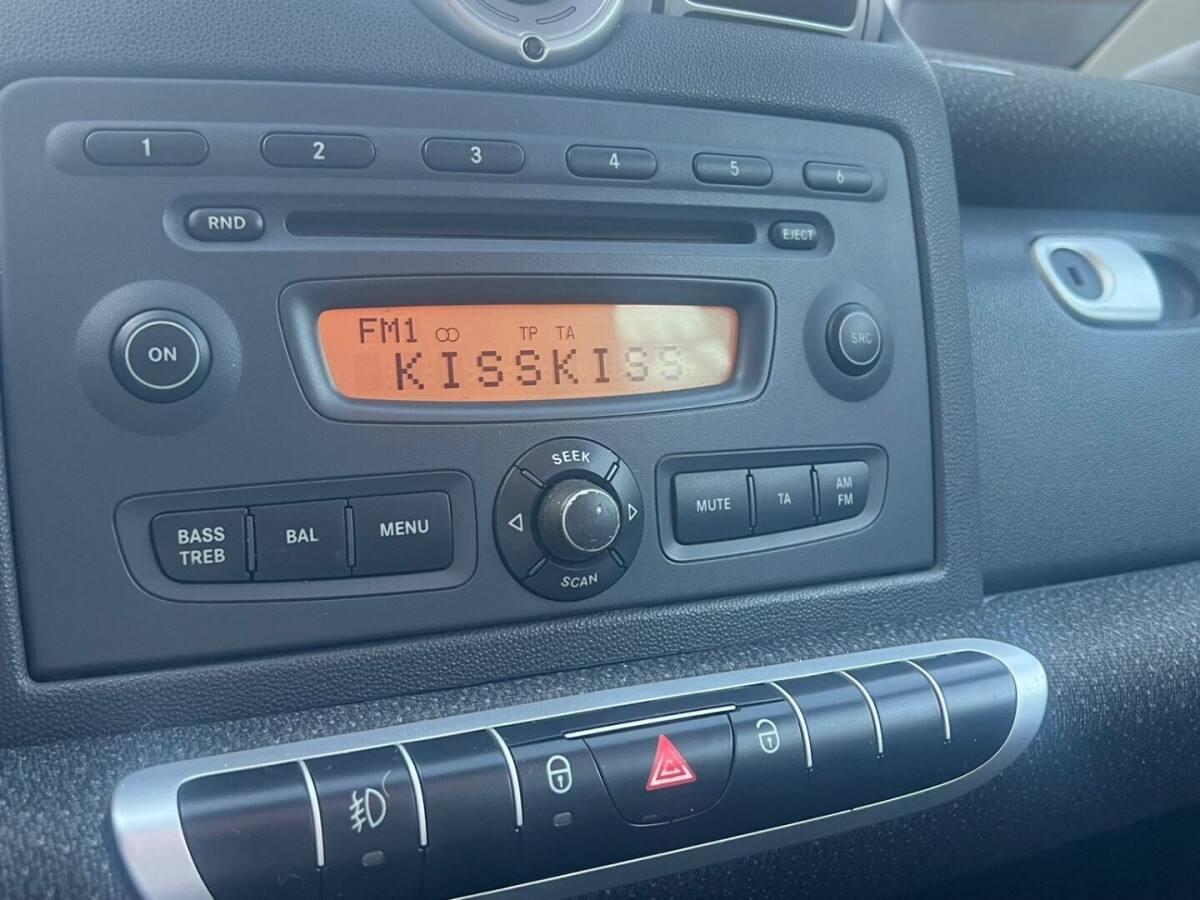 1 2 3 4 5 6
RND EJECT
FM1 TP TA
KISSKISS
ON
SRC
SEEK
SCAN
BASS
TREB
BAL
MENU
MUTE
TA
AM
FM